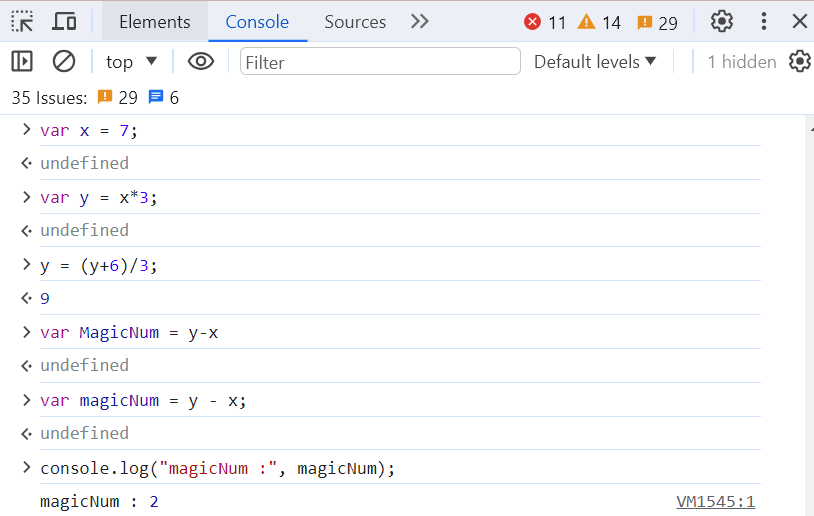 Elements Console Sources 11 14 29
top Filter Default levels 1 hidden
35 Issues: 29 6
var x = 7;
undefined
var y = x*3;
undefined
y = (y+6)/3;
9
var MagicNum = y-x
undefined
var magicNum = y - x;
undefined
console.log("magicNum :", magicNum);
magicNum : 2 VM1545:1